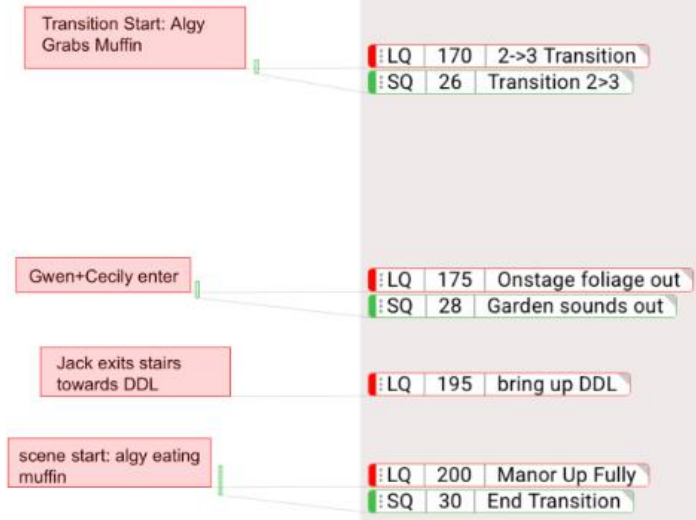 Transition Start: Algy
Grabs Muffin
LQ 170 2->3 Transition
SQ 26 Transition 2>3
Gwen+Cecily enter
LQ 175 Onstage foliage out
SQ 28 Garden sounds out
Jack exits stairs
towards DDL
LQ 195 bring up DDL
scene start: algy eating
muffin
LQ 200 Manor Up Fully
SQ 30 End Transition